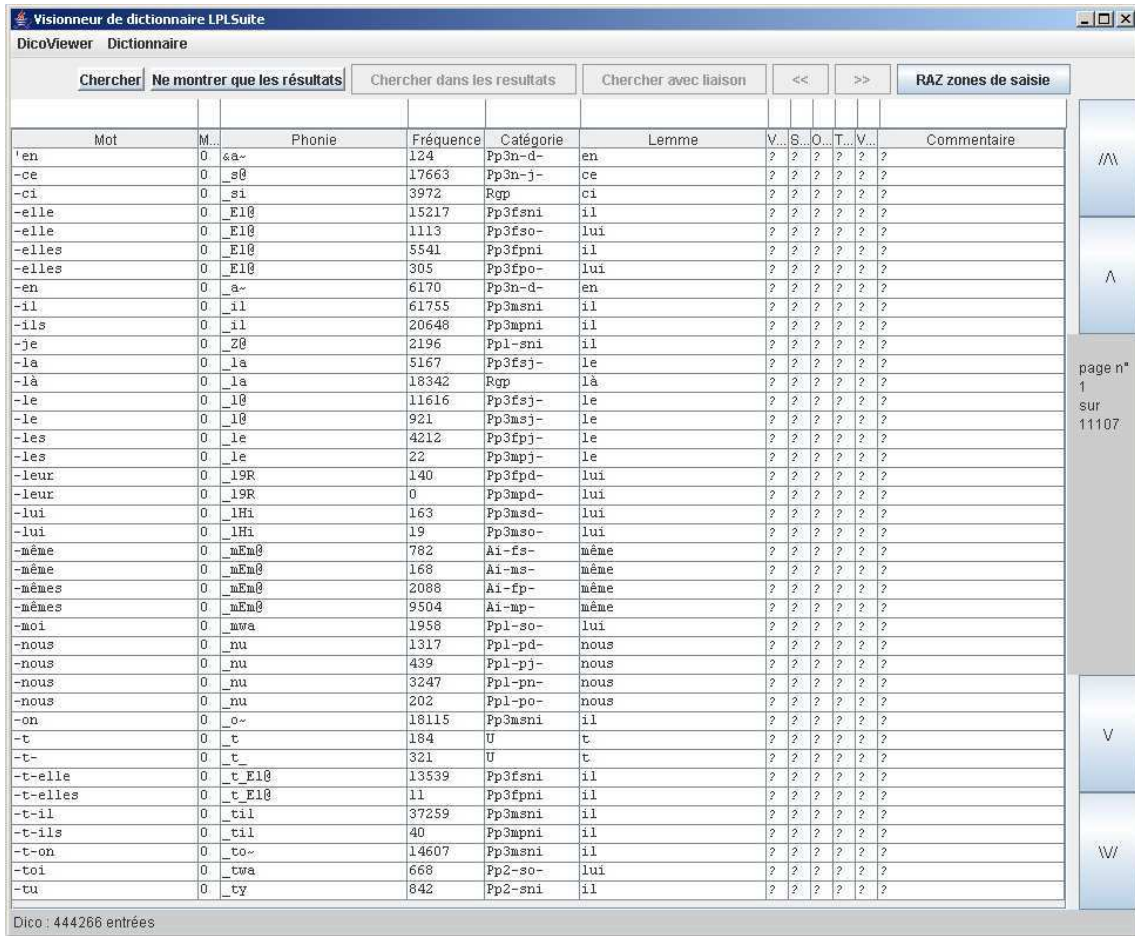 Visionneur de dictionnaire LPLSuite
DicoViewer Dictionnaire
Chercher Ne montrer que les résultats Chercher dans les resultats Chercher avec liaison << >> RAZ zones de saisie
Mot M... Phonie Fréquence Catégorie Lemme V... S... O... T... V... Commentaire
'en 0 &a~ 124 Pp3n-d- en ? ? ? ? ? ?
-ce 0 _s@ 17663 Pp3n-j- ce ? ? ? ? ? ?
-ci 0 _si 3972 Rgp ci ? ? ? ? ? ?
-elle 0 _El@ 15217 Pp3fsni il ? ? ? ? ? ?
-elle 0 _El@ 1113 Pp3fso- lui ? ? ? ? ? ?
-elles 0 _El@ 5541 Pp3fpni il ? ? ? ? ? ?
-elles 0 _El@ 305 Pp3fpo- lui ? ? ? ? ? ?
-en 0 _a~ 6170 Pp3n-d- en ? ? ? ? ? ?
-il 0 _il 61755 Pp3msni il ? ? ? ? ? ?
-ils 0 _il 20648 Pp3mpni il ? ? ? ? ? ?
-je 0 _Z@ 2196 Pp1-sni il ? ? ? ? ? ?
-la 0 _la 5167 Pp3fsj- le ? ? ? ? ? ?
-là 0 _la 18342 Rgp là ? ? ? ? ? ?
-le 0 _l@ 11616 Pp3fsj- le ? ? ? ? ? ?
-le 0 _l@ 921 Pp3msj- le ? ? ? ? ? ?
-les 0 _le 4212 Pp3fpj- le ? ? ? ? ? ?
-les 0 _le 22 Pp3mpj- le ? ? ? ? ? ?
-leur 0 _l9R 140 Pp3fpd- lui ? ? ? ? ? ?
-leur 0 _l9R 0 Pp3mpd- lui ? ? ? ? ? ?
-lui 0 _lHi 163 Pp3msd- lui ? ? ? ? ? ?
-lui 0 _lHi 19 Pp3mso- lui ? ? ? ? ? ?
-même 0 _mEm@ 782 Ai-fs- même ? ? ? ? ? ?
-même 0 _mEm@ 168 Ai-ms- même ? ? ? ? ? ?
-mêmes 0 _mEm@ 2088 Ai-fp- même ? ? ? ? ? ?
-mêmes 0 _mEm@ 9504 Ai-mp- même ? ? ? ? ? ?
-moi 0 _mwa 1958 Pp1-so- lui ? ? ? ? ? ?
-nous 0 _nu 1317 Pp1-pd- nous ? ? ? ? ? ?
-nous 0 _nu 439 Pp1-pj- nous ? ? ? ? ? ?
-nous 0 _nu 3247 Pp1-pn- nous ? ? ? ? ? ?
-nous 0 _nu 202 Pp1-po- nous ? ? ? ? ? ?
-on 0 _o~ 18115 Pp3msni il ? ? ? ? ? ?
-t 0 _t 184 U t ? ? ? ? ? ?
-t- 0 _t_ 321 U t ? ? ? ? ? ?
-t-elle 0 _t_El@ 13539 Pp3fsni il ? ? ? ? ? ?
-t-elles 0 _t_El@ 11 Pp3fpni il ? ? ? ? ? ?
-t-il 0 _til 37259 Pp3msni il ? ? ? ? ? ?
-t-ils 0 _til 40 Pp3mpni il ? ? ? ? ? ?
-t-on 0 _to~ 14607 Pp3msni il ? ? ? ? ? ?
-toi 0 _twa 668 Pp2-so- lui ? ? ? ? ? ?
-tu 0 _ty 842 Pp2-sni il ? ? ? ? ? ?
//\\
/\
page n°
1
sur
11107
\/
\\//
Dico : 444266 entrées